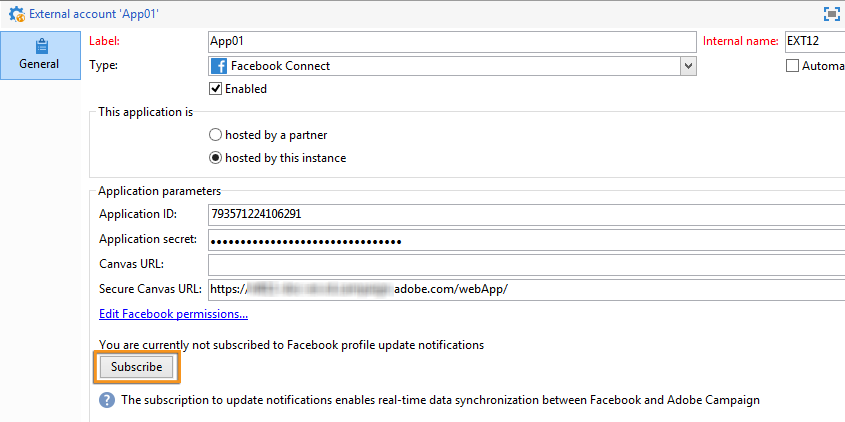 External account 'App01'
General
Label: App01 Internal name: EXT12
Type: Facebook Connect Automa
Enabled
This application is
hosted by a partner
hosted by this instance
Application parameters
Application ID: 793571224106291
Application secret: ••••••••••••••••••••••••••••••••
Canvas URL:
Secure Canvas URL: https:// adobe.com/webApp/
Edit Facebook permissions...
You are currently not subscribed to Facebook profile update notifications
Subscribe
? The subscription to update notifications enables real-time data synchronization between Facebook and Adobe Campaign